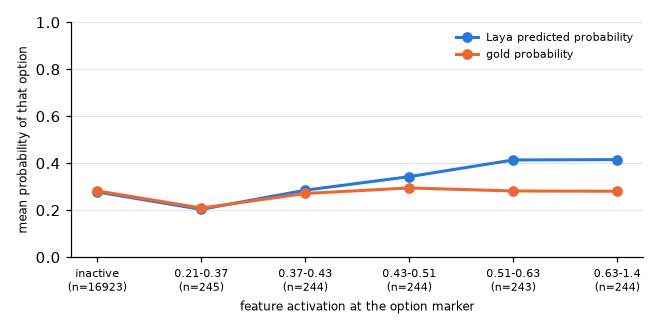 mean probability of that option
1.0
0.8
0.6
0.4
0.2
0.0
Laya predicted probability
gold probability
inactive
(n=16923)
0.21-0.37
(n=245)
0.37-0.43
(n=244)
0.43-0.51
(n=244)
0.51-0.63
(n=243)
0.63-1.4
(n=244)
feature activation at the option marker